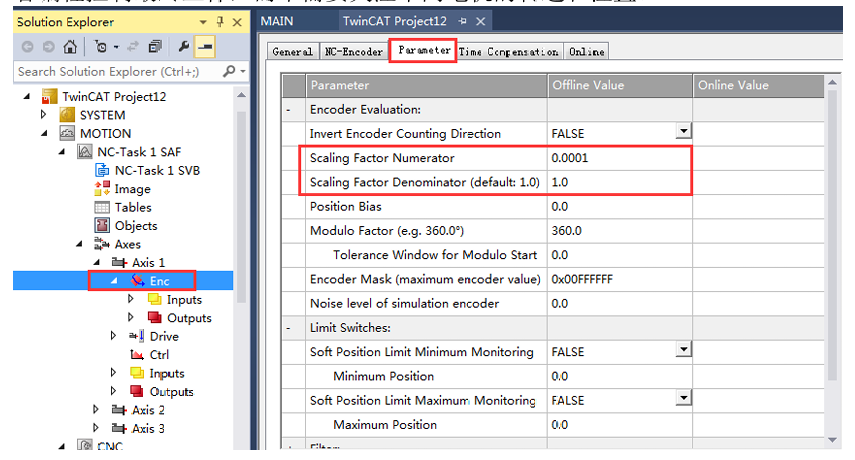 Solution Explorer
MAIN
TwinCAT Project12
General
NC-Encoder
Parameter
Time Compensation
Online
Search Solution Explorer (Ctrl+;)
TwinCAT Project12
SYSTEM
MOTION
NC-Task 1 SAF
NC-Task 1 SVB
Image
Tables
Objects
Axes
Axis 1
Enc
Inputs
Outputs
Drive
Ctrl
Inputs
Outputs
Axis 2
Axis 3
CNC
Parameter Offline Value Online Value
- Encoder Evaluation:
Invert Encoder Counting Direction FALSE
Scaling Factor Numerator 0.0001
Scaling Factor Denominator (default: 1.0) 1.0
Position Bias 0.0
Modulo Factor (e.g. 360.0°) 360.0
Tolerance Window for Modulo Start 0.0
Encoder Mask (maximum encoder value) 0x00FFFFFF
Noise level of simulation encoder 0.0
- Limit Switches:
Soft Position Limit Minimum Monitoring FALSE
Minimum Position 0.0
Soft Position Limit Maximum Monitoring FALSE
Maximum Position 0.0